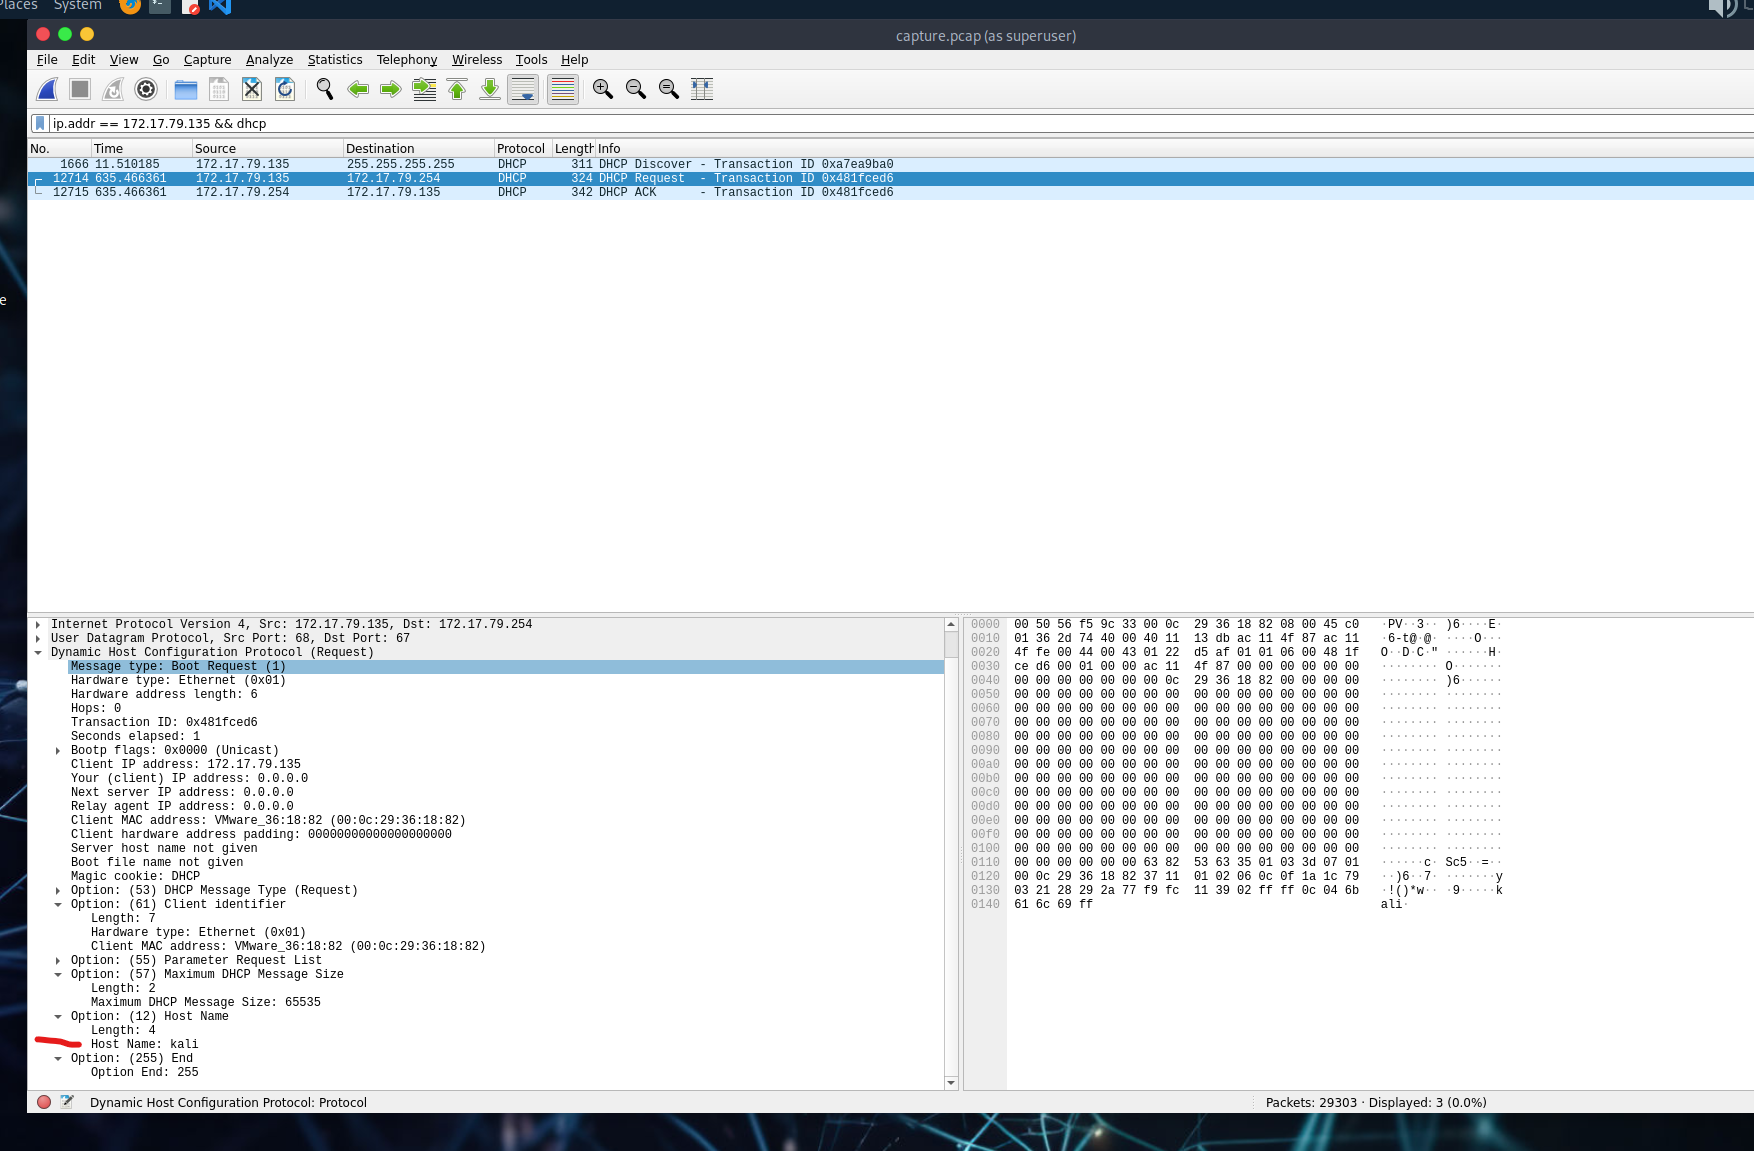 Places System
capture.pcap (as superuser)
File Edit View Go Capture Analyze Statistics Telephony Wireless Tools Help
ip.addr == 172.17.79.135 && dhcp
No. Time Source Destination Protocol Length Info
1666 11.510185 172.17.79.135 255.255.255.255 DHCP 311 DHCP Discover - Transaction ID 0xa7ea9ba0
12714 635.466361 172.17.79.135 172.17.79.254 DHCP 324 DHCP Request - Transaction ID 0x481fced6
12715 635.466361 172.17.79.254 172.17.79.135 DHCP 342 DHCP ACK - Transaction ID 0x481fced6
e
Internet Protocol Version 4, Src: 172.17.79.135, Dst: 172.17.79.254
User Datagram Protocol, Src Port: 68, Dst Port: 67
Dynamic Host Configuration Protocol (Request)
Message type: Boot Request (1)
Hardware type: Ethernet (0x01)
Hardware address length: 6
Hops: 0
Transaction ID: 0x481fced6
Seconds elapsed: 1
Bootp flags: 0x0000 (Unicast)
Client IP address: 172.17.79.135
Your (client) IP address: 0.0.0.0
Next server IP address: 0.0.0.0
Relay agent IP address: 0.0.0.0
Client MAC address: VMware_36:18:82 (00:0c:29:36:18:82)
Client hardware address padding: 00000000000000000000
Server host name not given
Boot file name not given
Magic cookie: DHCP
Option: (53) DHCP Message Type (Request)
Option: (61) Client identifier
Length: 7
Hardware type: Ethernet (0x01)
Client MAC address: VMware_36:18:82 (00:0c:29:36:18:82)
Option: (55) Parameter Request List
Option: (57) Maximum DHCP Message Size
Length: 2
Maximum DHCP Message Size: 65535
Option: (12) Host Name
Length: 4
Host Name: kali
Option: (255) End
Option End: 255
0000 00 50 56 f5 9c 33 00 0c 29 36 18 82 08 00 45 c0 ·PV··3·· )6····E·
0010 01 36 2d 74 40 00 40 11 13 db ac 11 4f 87 ac 11 ·6-t@·@· ····O···
0020 4f fe 00 44 00 43 01 22 d5 af 01 01 06 00 48 1f O··D·C·" ······H·
0030 ce d6 00 01 00 00 ac 11 4f 87 00 00 00 00 00 00 ········ O·······
0040 00 00 00 00 00 00 00 0c 29 36 18 82 00 00 00 00 ········ )6······
0050 00 00 00 00 00 00 00 00 00 00 00 00 00 00 00 00 ········ ········
0060 00 00 00 00 00 00 00 00 00 00 00 00 00 00 00 00 ········ ········
0070 00 00 00 00 00 00 00 00 00 00 00 00 00 00 00 00 ········ ········
0080 00 00 00 00 00 00 00 00 00 00 00 00 00 00 00 00 ········ ········
0090 00 00 00 00 00 00 00 00 00 00 00 00 00 00 00 00 ········ ········
00a0 00 00 00 00 00 00 00 00 00 00 00 00 00 00 00 00 ········ ········
00b0 00 00 00 00 00 00 00 00 00 00 00 00 00 00 00 00 ········ ········
00c0 00 00 00 00 00 00 00 00 00 00 00 00 00 00 00 00 ········ ········
00d0 00 00 00 00 00 00 00 00 00 00 00 00 00 00 00 00 ········ ········
00e0 00 00 00 00 00 00 00 00 00 00 00 00 00 00 00 00 ········ ········
00f0 00 00 00 00 00 00 00 00 00 00 00 00 00 00 00 00 ········ ········
0100 00 00 00 00 00 00 00 00 00 00 00 00 00 00 00 00 ········ ········
0110 00 00 00 00 00 00 63 82 53 63 35 01 03 3d 07 01 ······c· Sc5··=··
0120 00 0c 29 36 18 82 37 11 01 02 06 0c 0f 1a 1c 79 ··)6··7· ·······y
0130 03 21 28 29 2a 77 f9 fc 11 39 02 ff ff 0c 04 6b ·!()*w·· ·9·····k
0140 61 6c 69 ff ali·
Dynamic Host Configuration Protocol: Protocol
Packets: 29303 · Displayed: 3 (0.0%)